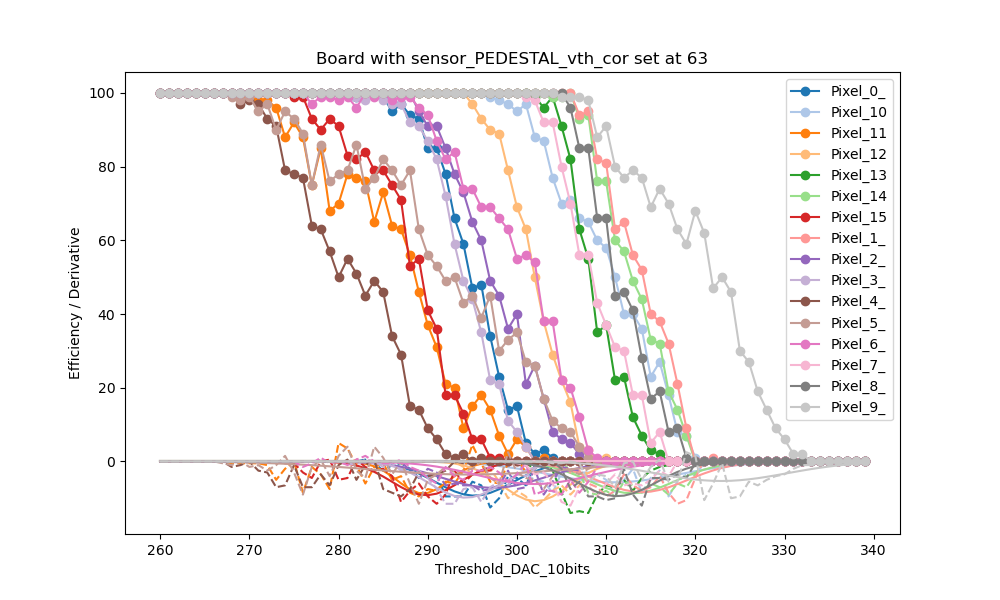 Board with sensor_PEDESTAL_vth_cor set at 63
Efficiency / Derivative
100
80
60
40
20
0
260
270
280
290
300
310
320
330
340
Threshold_DAC_10bits
Pixel_0_
Pixel_10
Pixel_11
Pixel_12
Pixel_13
Pixel_14
Pixel_15
Pixel_1_
Pixel_2_
Pixel_3_
Pixel_4_
Pixel_5_
Pixel_6_
Pixel_7_
Pixel_8_
Pixel_9_